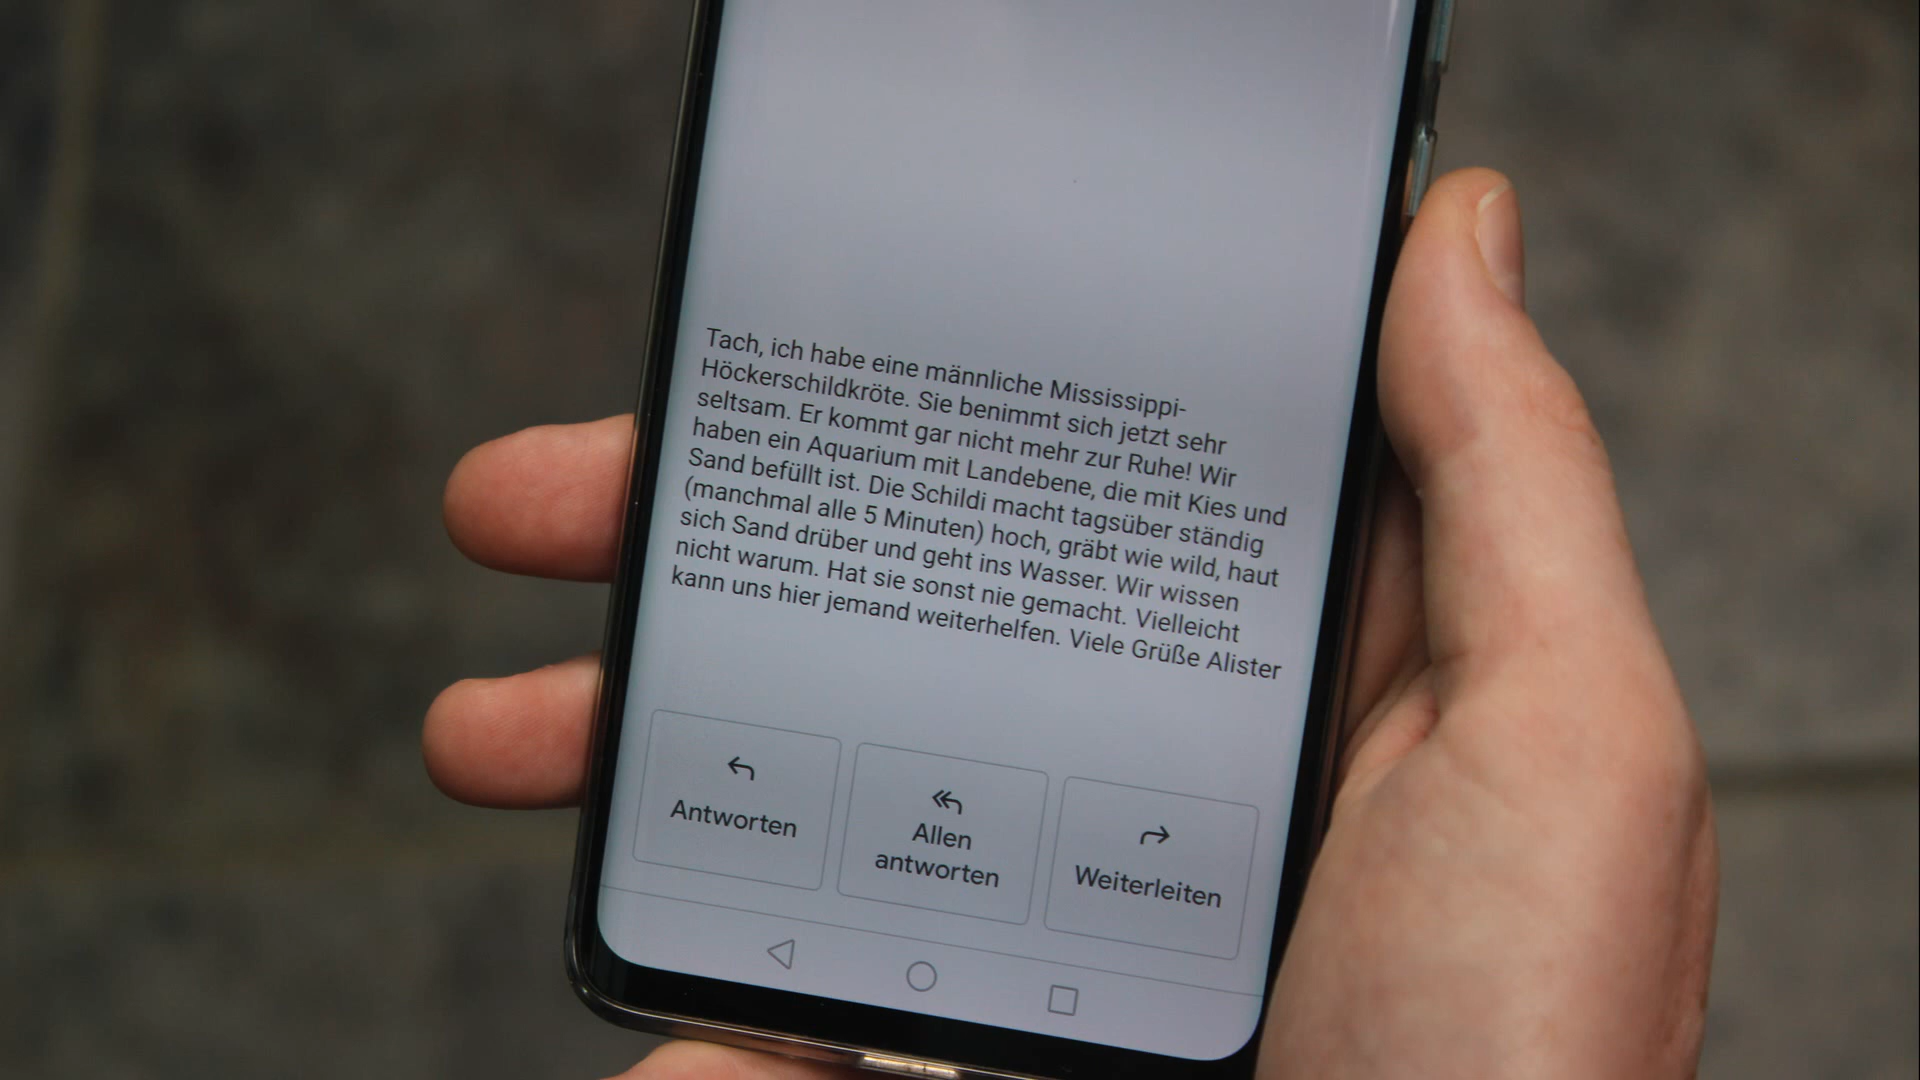 Tach, ich habe eine männliche Mississippi-
Höckerschildkröte. Sie benimmt sich jetzt sehr
seltsam. Er kommt gar nicht mehr zur Ruhe! Wir
haben ein Aquarium mit Landebene, die mit Kies und
Sand befüllt ist. Die Schildi macht tagsüber ständig
(manchmal alle 5 Minuten) hoch, gräbt wie wild, haut
sich Sand drüber und geht ins Wasser. Wir wissen
nicht warum. Hat sie sonst nie gemacht. Vielleicht
kann uns hier jemand weiterhelfen. Viele Grüße Alister
Antworten
Allen
antworten
Weiterleiten